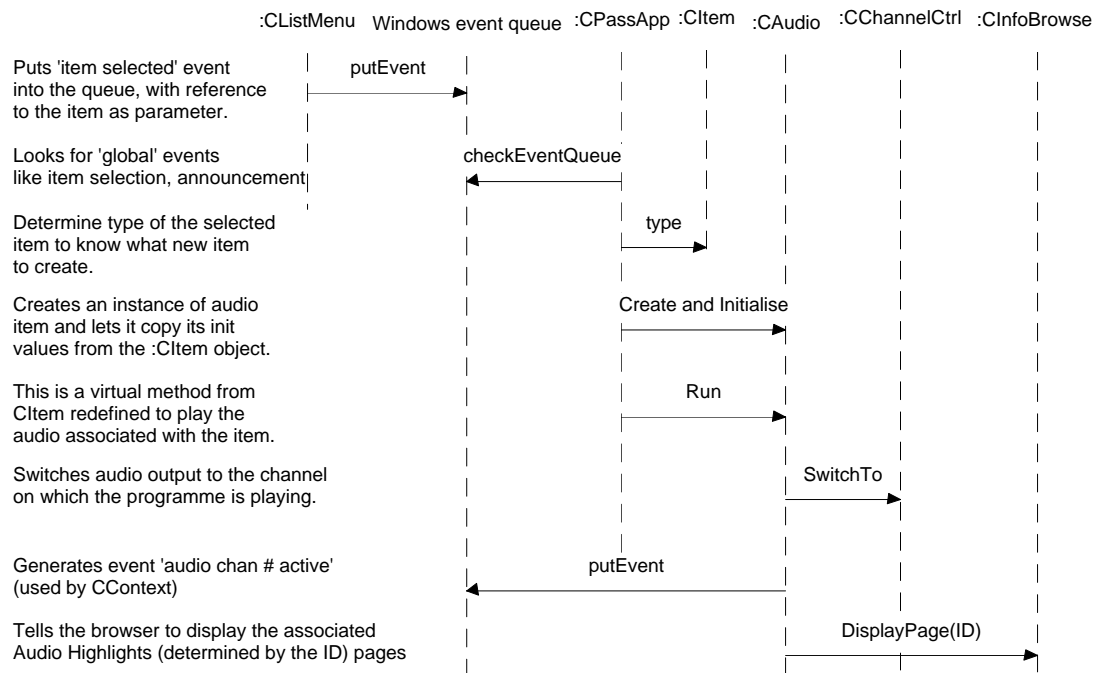 :CListMenu Windows event queue :CPassApp :CItem :CAudio :CChannelCtrl :CInfoBrowse
Puts 'item selected' event
into the queue, with reference
to the item as parameter.
putEvent
Looks for 'global' events
like item selection, announcement
checkEventQueue
Determine type of the selected
item to know what new item
to create.
type
Creates an instance of audio
item and lets it copy its init
values from the :CItem object.
Create and Initialise
This is a virtual method from
CItem redefined to play the
audio associated with the item.
Run
Switches audio output to the channel
on which the programme is playing.
SwitchTo
Generates event 'audio chan # active'
(used by CContext)
putEvent
Tells the browser to display the associated
Audio Highlights (determined by the ID) pages
DisplayPage(ID)